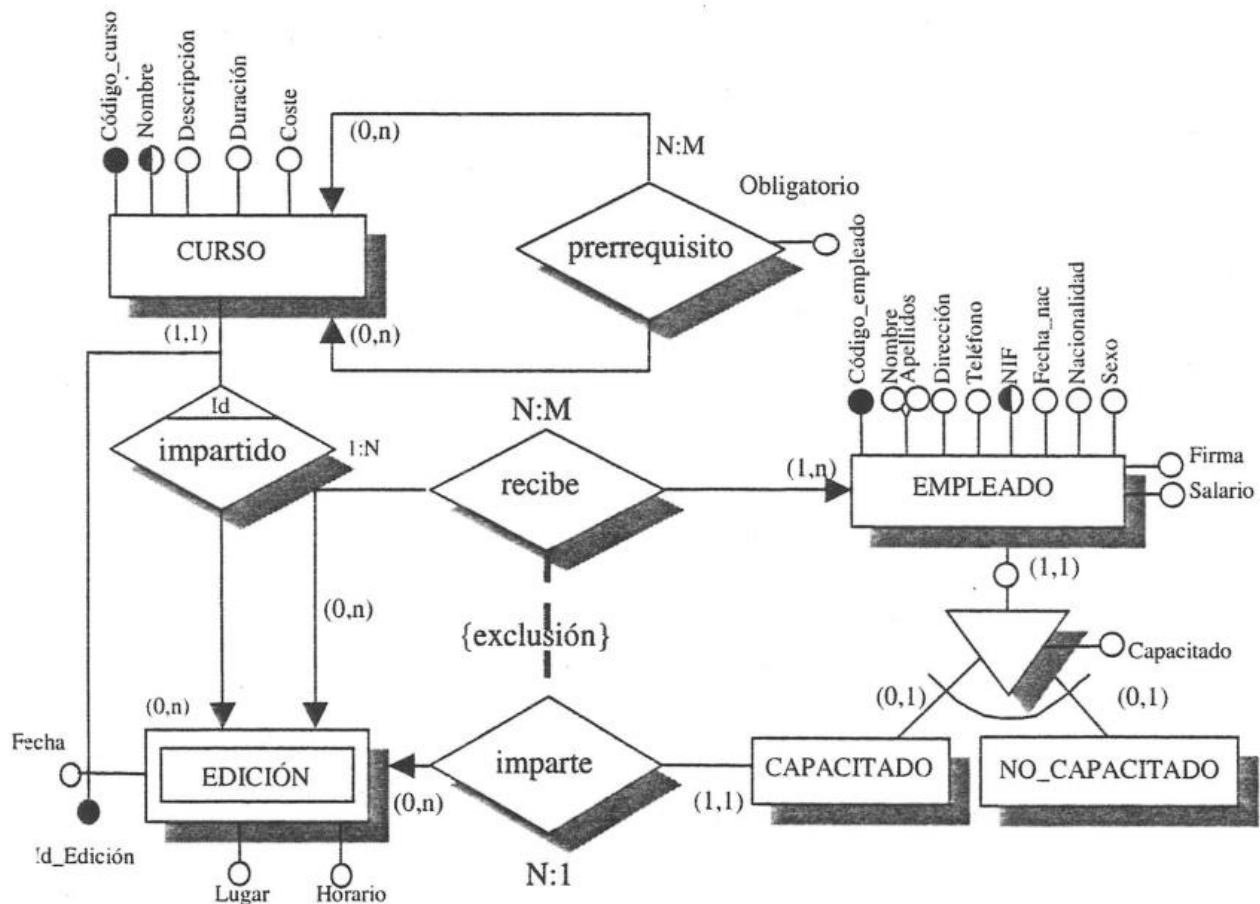 Código_curso
Nombre
Descripción
Duración
Coste
(0,n)
N:M
Obligatorio
CURSO
prerrequisito
(1,1)
(0,n)
Código_empleado
Nombre
Apellidos
Dirección
Teléfono
NIF
Fecha_nac
Nacionalidad
Sexo
Id
impartido
1:N
N:M
recibe
(1,n)
EMPLEADO
Firma
Salario
(1,1)
(0,n)
{exclusión}
Capacitado
(0,1)
(0,1)
(0,n)
Fecha
EDICIÓN
(0,n)
imparte
(1,1)
CAPACITADO
NO_CAPACITADO
Id_Edición
Lugar
Horario
N:1